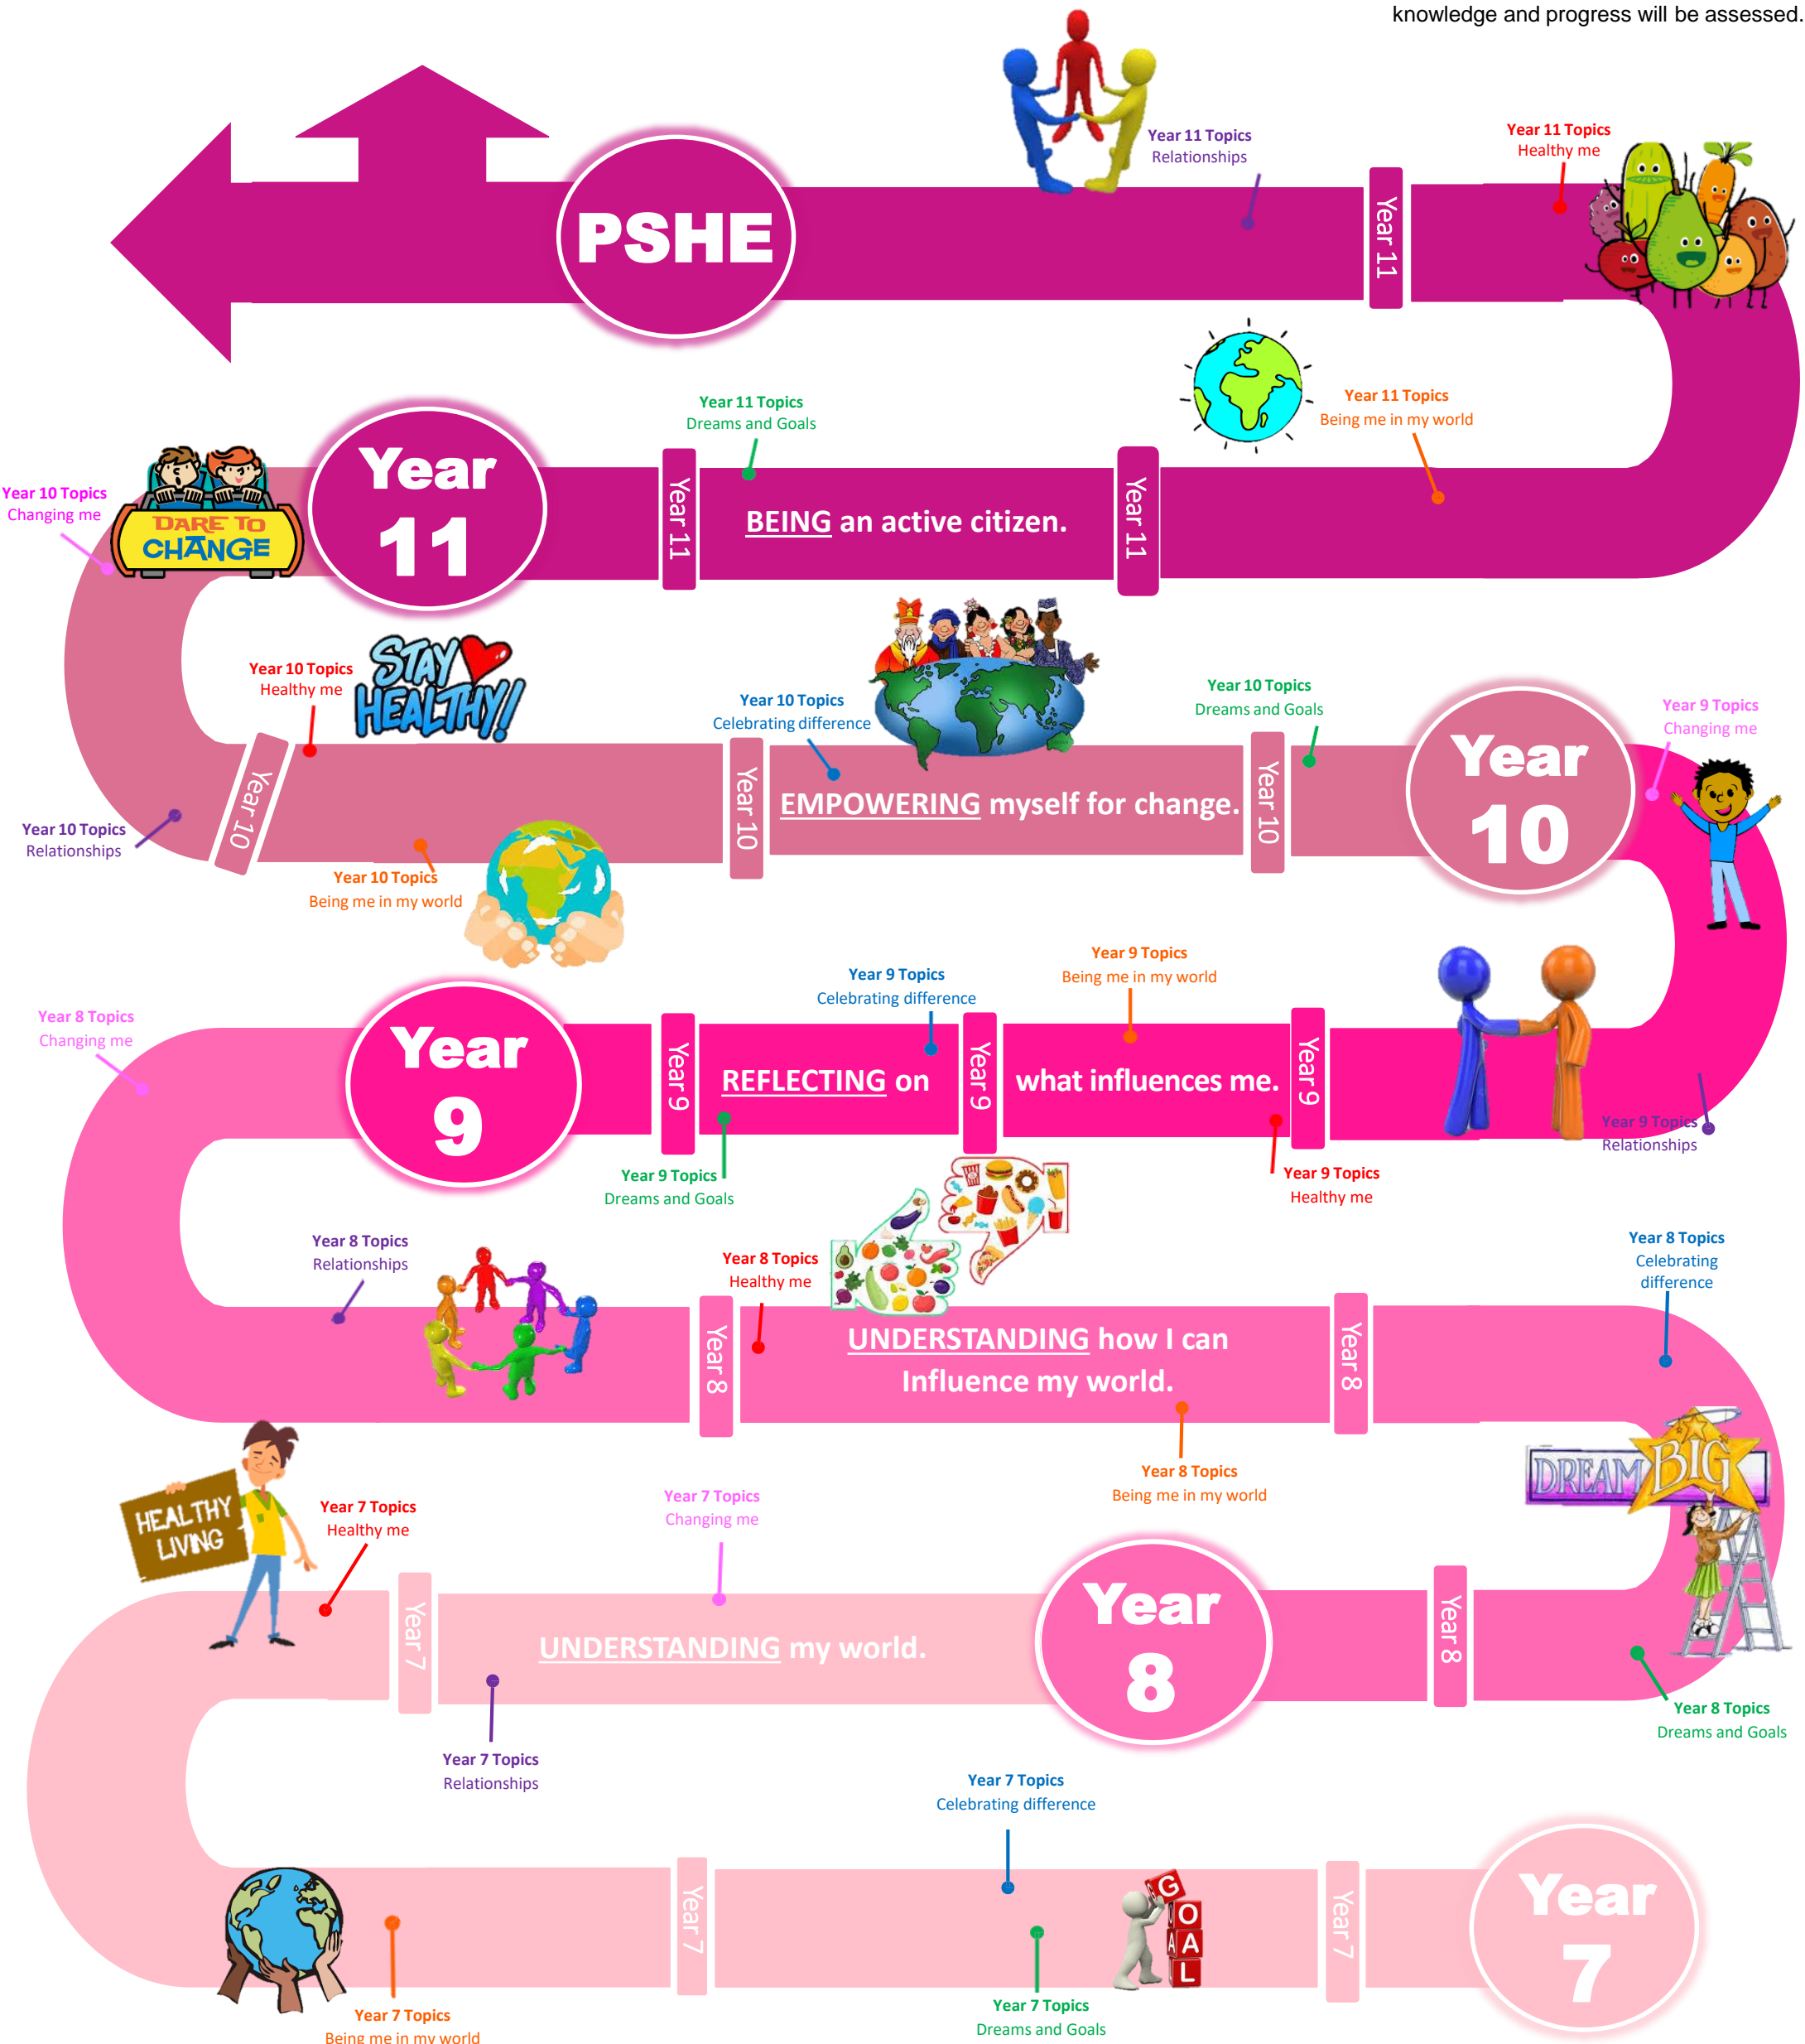 knowledge and progress will be assessed.
Year 11 Topics
Relationships
Year 11 Topics
Healthy me
PSHE
Year 11
Year 11 Topics
Dreams and Goals
Year 11 Topics
Being me in my world
Year
11
Year 11
BEING an active citizen.
Year 11
Year 10 Topics
Changing me
DARE TO
CHANGE
Year 10 Topics
Healthy me
STAY
HEALTHY!
Year 10 Topics
Celebrating difference
Year 10 Topics
Dreams and Goals
Year 9 Topics
Changing me
Year 10
Year 10
EMPOWERING myself for change.
Year 10
Year
10
Year 10 Topics
Relationships
Year 10 Topics
Being me in my world
Year 9 Topics
Celebrating difference
Year 9 Topics
Being me in my world
Year 8 Topics
Changing me
Year
9
Year 9
REFLECTING on
Year 9
what influences me.
Year 9
Year 9 Topics
Relationships
Year 9 Topics
Dreams and Goals
Year 9 Topics
Healthy me
Year 8 Topics
Relationships
Year 8 Topics
Healthy me
Year 8 Topics
Celebrating
difference
Year 8
UNDERSTANDING how I can
Influence my world.
Year 8
Year 8 Topics
Being me in my world
DREAM BIG
HEALTHY
LIVING
Year 7 Topics
Healthy me
Year 7 Topics
Changing me
Year 7
UNDERSTANDING my world.
Year
8
Year 8
Year 8 Topics
Dreams and Goals
Year 7 Topics
Relationships
Year 7 Topics
Celebrating difference
Year 7
GOAL
Year 7
Year
7
Year 7 Topics
Being me in my world
Year 7 Topics
Dreams and Goals